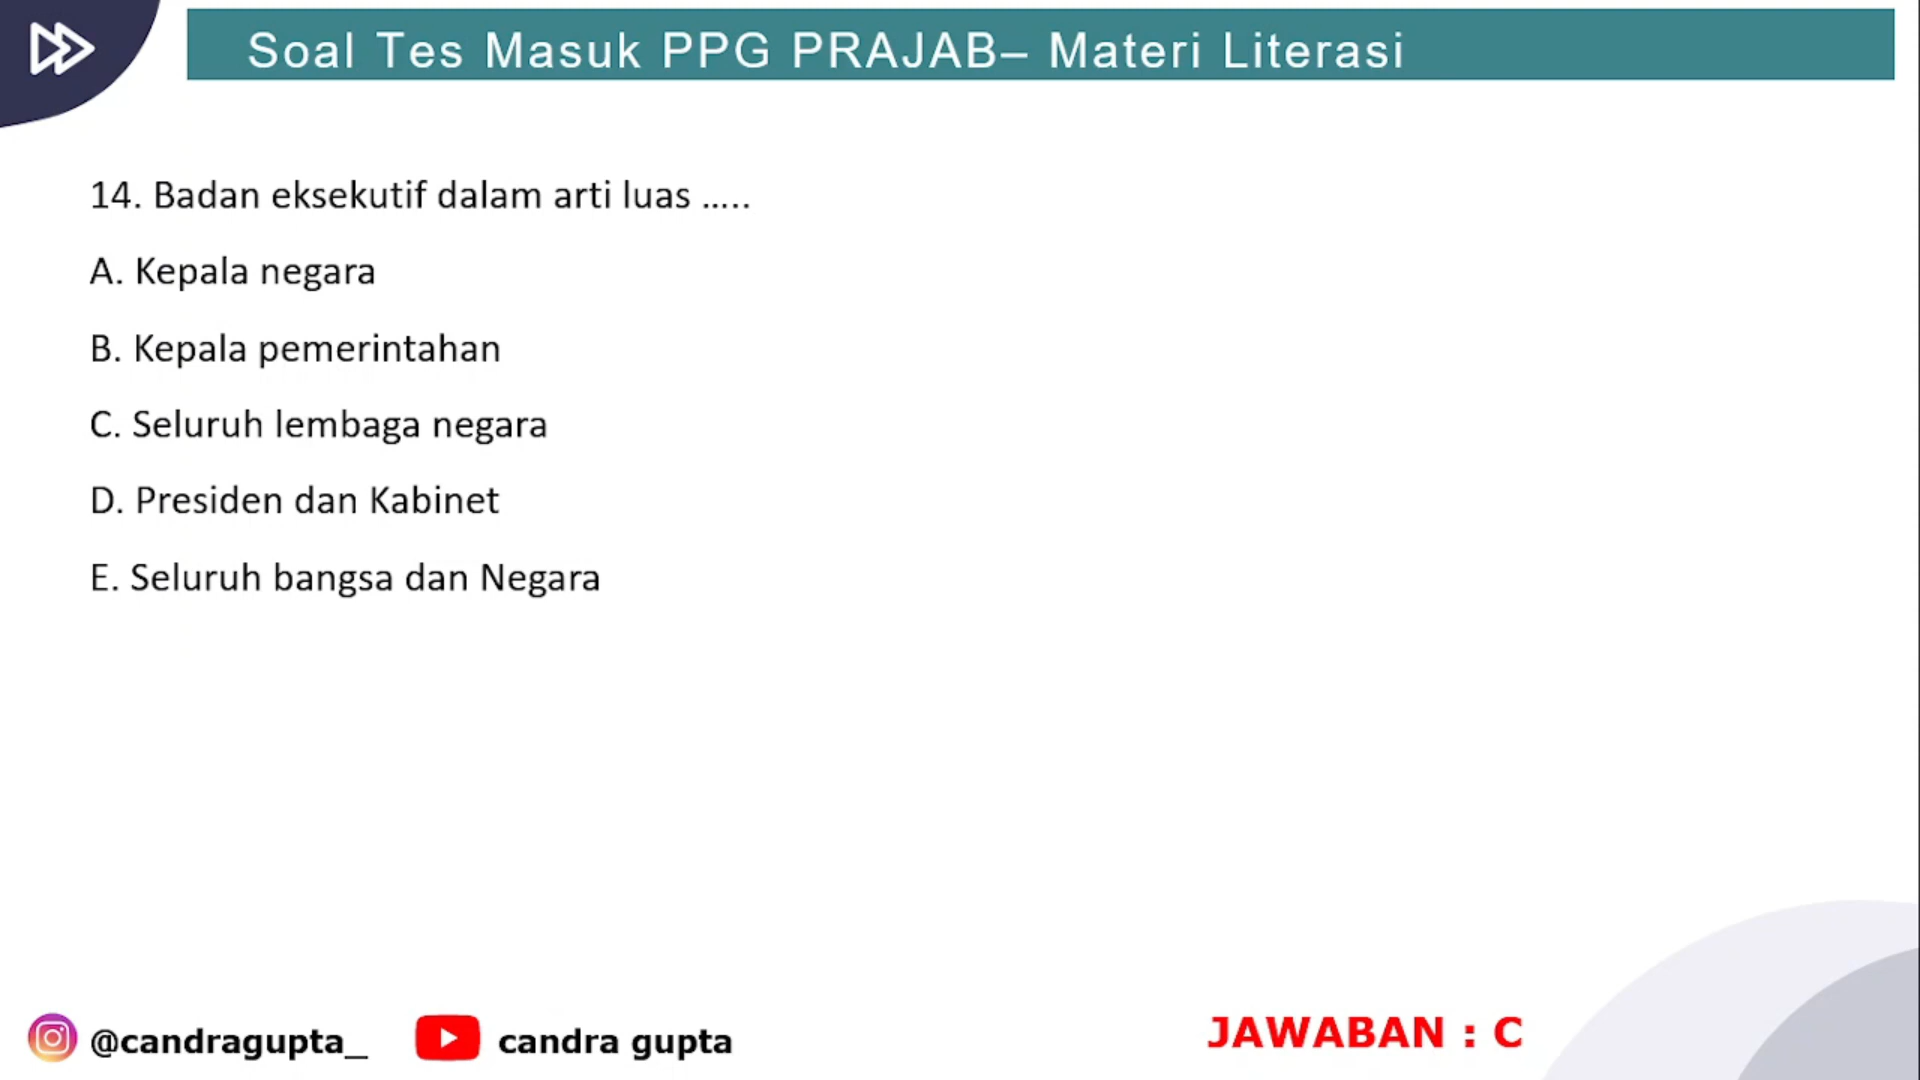 Soal Tes Masuk PPG PRAJAB– Materi Literasi
14. Badan eksekutif dalam arti luas .....
A. Kepala negara
B. Kepala pemerintahan
C. Seluruh lembaga negara
D. Presiden dan Kabinet
E. Seluruh bangsa dan Negara
@candragupta_ candra gupta JAWABAN : C